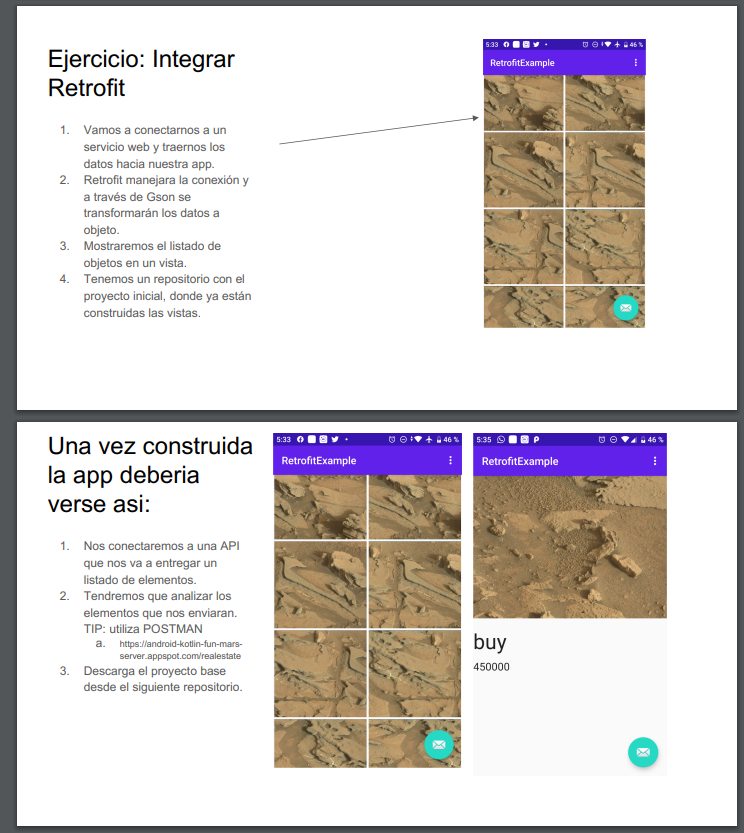 Ejercicio: Integrar
Retrofit
1. Vamos a conectarnos a un
servicio web y traernos los
datos hacia nuestra app.
2. Retrofit manejara la conexión y
a través de Gson se
transformarán los datos a
objeto.
3. Mostraremos el listado de
objetos en un vista.
4. Tenemos un repositorio con el
proyecto inicial, donde ya están
construidas las vistas.
5:33 46 %
RetrofitExample
Una vez construida
la app deberia
verse asi:
1. Nos conectaremos a una API
que nos va a entregar un
listado de elementos.
2. Tendremos que analizar los
elementos que nos enviaran.
TIP: utiliza POSTMAN
a. https://android-kotlin-fun-mars-
server.appspot.com/realestate
3. Descarga el proyecto base
desde el siguiente repositorio.
5:33 46 %
RetrofitExample
5:35 46 %
RetrofitExample
buy
450000